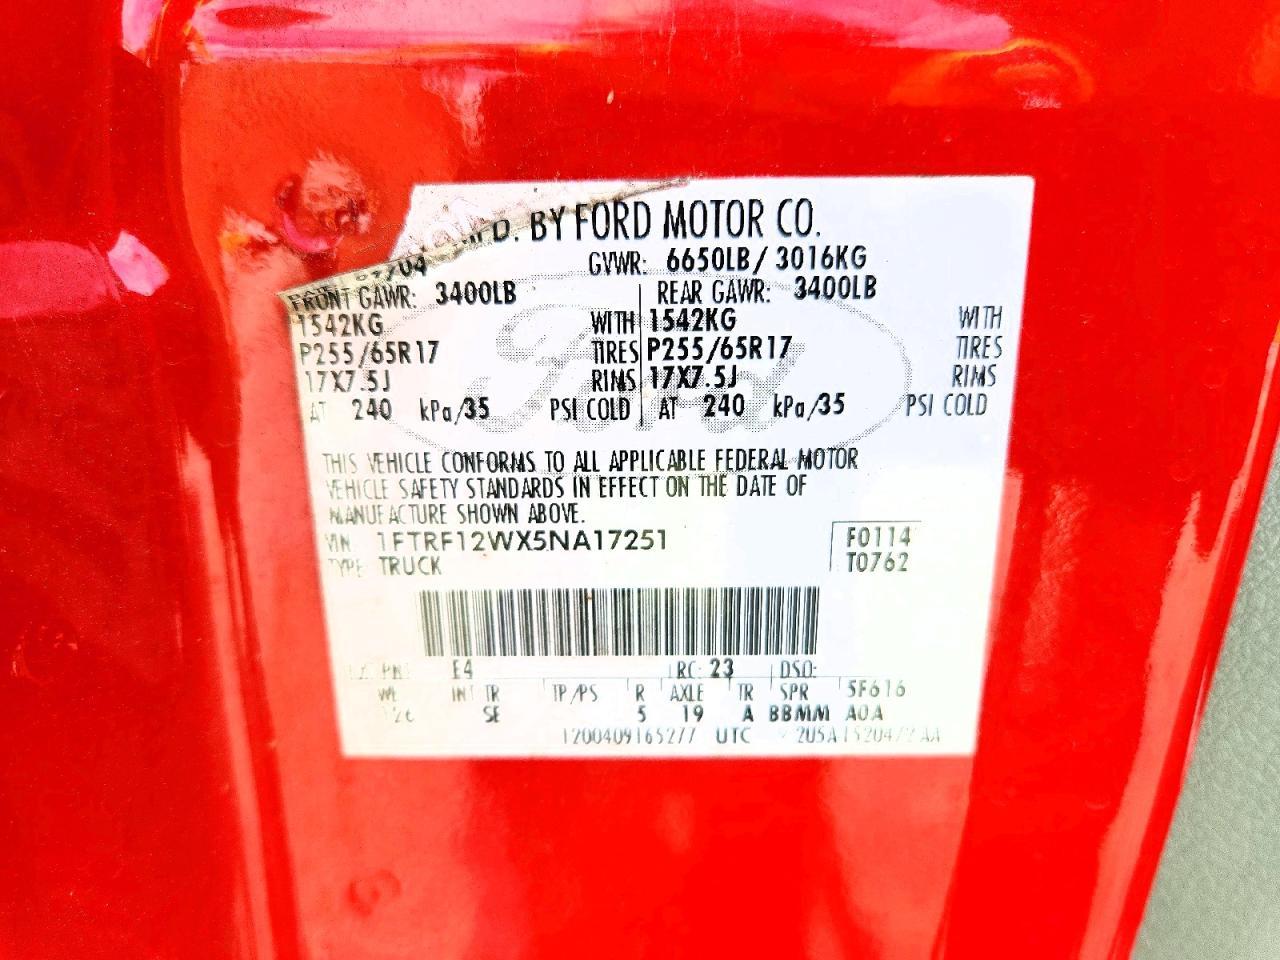 MFD. BY FORD MOTOR CO.
GVWR: 6650LB/ 3016KG
FRONT GAWR: 3400LB REAR GAWR: 3400LB
1542KG WITH 1542KG WITH
P255/65R17 TIRES P255/65R17 TIRES
17X7.5J RIMS 17X7.5J RIMS
AT 240 kPa/35 PSI COLD AT 240 kPa/35 PSI COLD
Ford
THIS VEHICLE CONFORMS TO ALL APPLICABLE FEDERAL MOTOR
VEHICLE SAFETY STANDARDS IN EFFECT ON THE DATE OF
MANUFACTURE SHOWN ABOVE.
VIN 1FTRF12WX5NA17251 F0114
TYPE TRUCK T0762
E4 RC: 23 DSO:
WB INT TR TP/PS R AXLE TR SPR 5F616
SE 5 19 A BBMM A0A
UTC